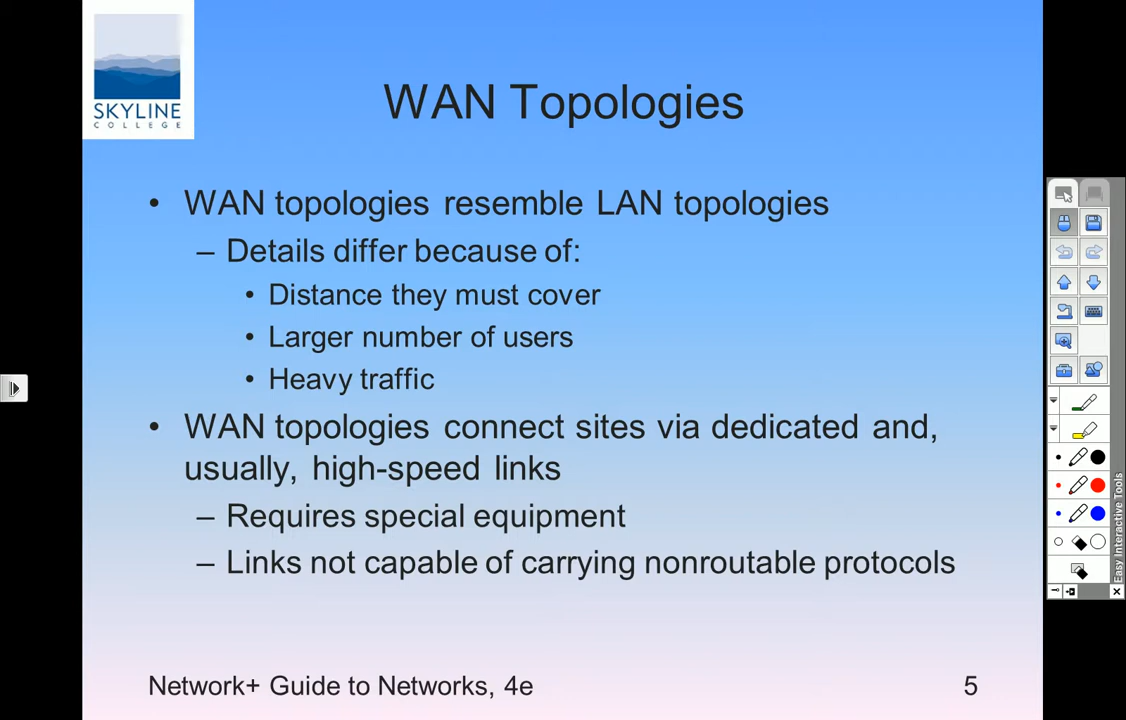 SKYLINE
COLLEGE
WAN Topologies
• WAN topologies resemble LAN topologies
– Details differ because of:
• Distance they must cover
• Larger number of users
• Heavy traffic
• WAN topologies connect sites via dedicated and,
usually, high-speed links
– Requires special equipment
– Links not capable of carrying nonroutable protocols
Network+ Guide to Networks, 4e
5
Easy Interactive Tools